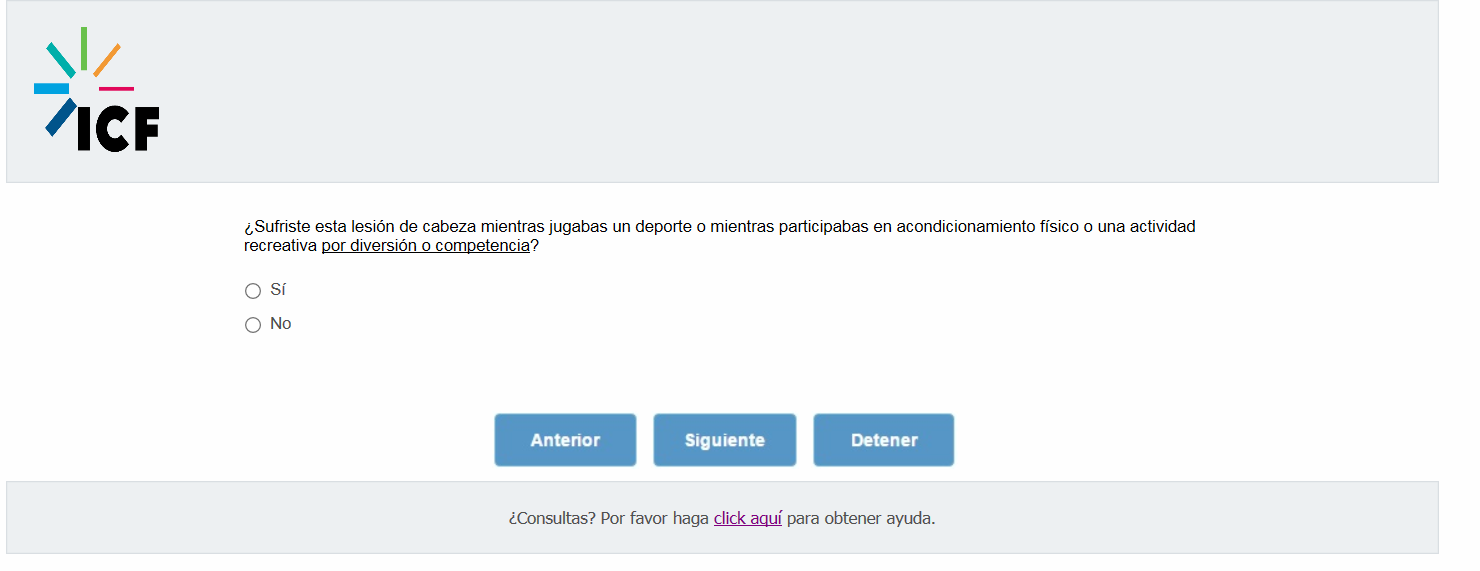 ICF
¿Sufriste esta lesión de cabeza mientras jugabas un deporte o mientras participabas en acondicionamiento físico o una actividad
recreativa por diversión o competencia?
Sí
No
Anterior Siguiente Detener
¿Consultas? Por favor haga click aquí para obtener ayuda.